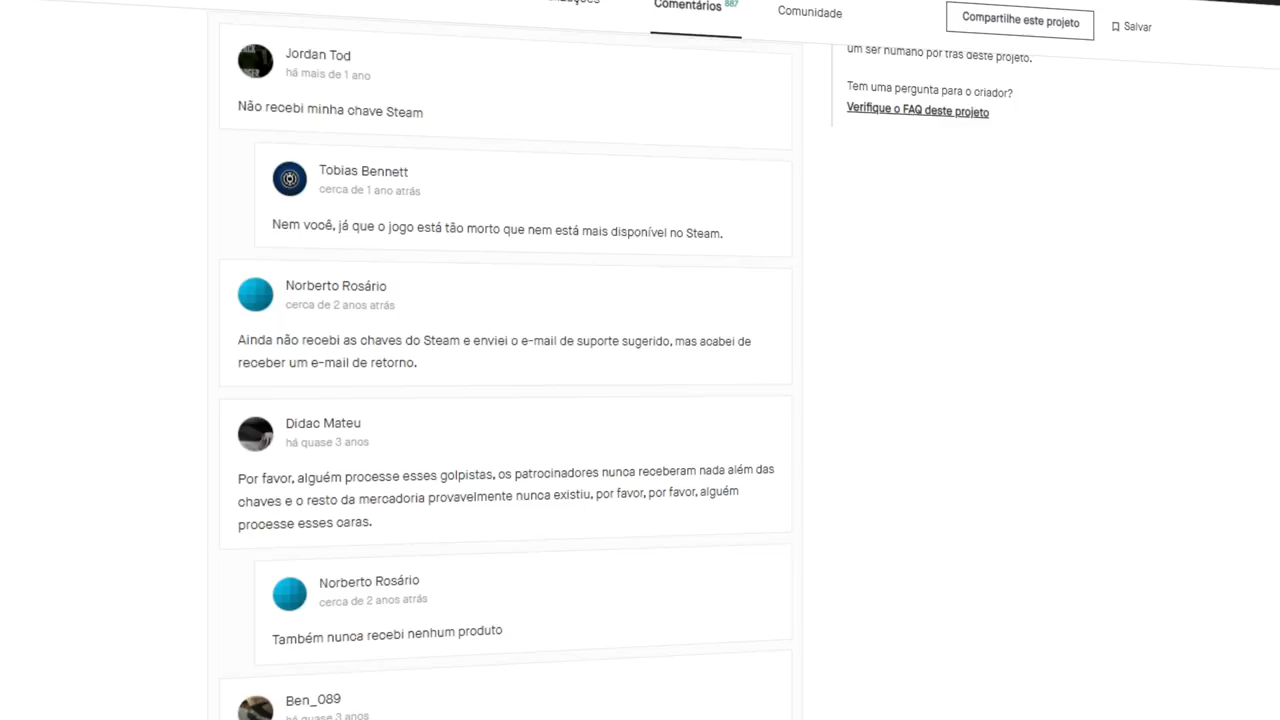 Comentários 887
Comunidade
Compartilhe este projeto
Salvar
um ser humano por trás deste projeto.
Tem uma pergunta para o criador?
Verifique o FAQ deste projeto
Jordan Tod
há mais de 1 ano
Não recebi minha chave Steam
Tobias Bennett
cerca de 1 ano atrás
Nem você, já que o jogo está tão morto que nem está mais disponível no Steam.
Norberto Rosário
cerca de 2 anos atrás
Ainda não recebi as chaves do Steam e enviei o e-mail de suporte sugerido, mas acabei de
receber um e-mail de retorno.
Didac Mateu
há quase 3 anos
Por favor, alguém processe esses golpistas, os patrocinadores nunca receberam nada além das
chaves e o resto da mercadoria provavelmente nunca existiu, por favor, por favor, alguém
processe esses caras.
Norberto Rosário
cerca de 2 anos atrás
Também nunca recebi nenhum produto
Ben_089
há quase 3 anos